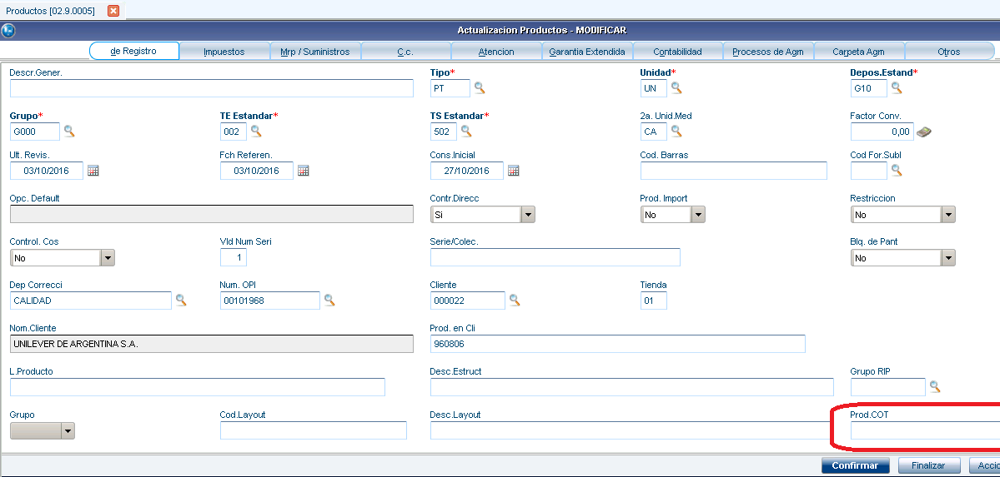 Productos [02.9.0005]
Actualizacion Productos - MODIFICAR
de Registro Impuestos Mrp / Suministros C.c. Atencion Garantia Extendida Contabilidad Procesos de Agm Carpeta Agm Otros
Descr.Gener. Tipo* Unidad* Depos.Estand*
PT UN G10
Grupo* TE Estandar* TS Estandar* 2a. Unid.Med Factor Conv.
G000 002 502 CA 0,00
Ult. Revis. Fch Referen. Cons.Inicial Cod. Barras Cod For.Subl
03/10/2016 03/10/2016 27/10/2016
Opc. Default Contr.Direcc Prod. Import Restriccion
Si No No
Control. Cos Vld Num Seri Serie/Colec. Blq. de Pant
No 1 No
Dep Correcci Num. OPI Cliente Tienda
CALIDAD 00101968 000022 01
Nom.Cliente Prod. en Cli
UNILEVER DE ARGENTINA S.A. 960806
L.Producto Desc.Estruct Grupo RIP
Grupo Cod.Layout Desc.Layout Prod.COT
Confirmar Finalizar Accio